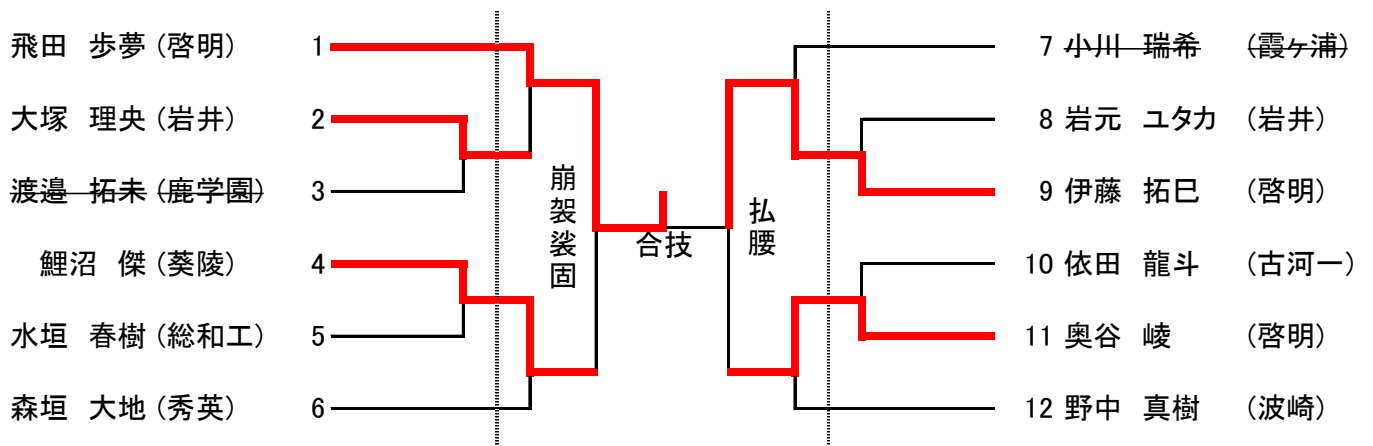 飛田 歩夢 (啓明) 1
大塚 理央 (岩井) 2
渡邉 拓未 (鹿学園) 3
鯉沼 傑 (葵陵) 4
水垣 春樹 (総和工) 5
森垣 大地 (秀英) 6
崩袈裟固
合技
払腰
7 小川 瑞希 (霞ヶ浦)
8 岩元 ユタカ (岩井)
9 伊藤 拓巳 (啓明)
10 依田 龍斗 (古河一)
11 奥谷 崚 (啓明)
12 野中 真樹 (波崎)